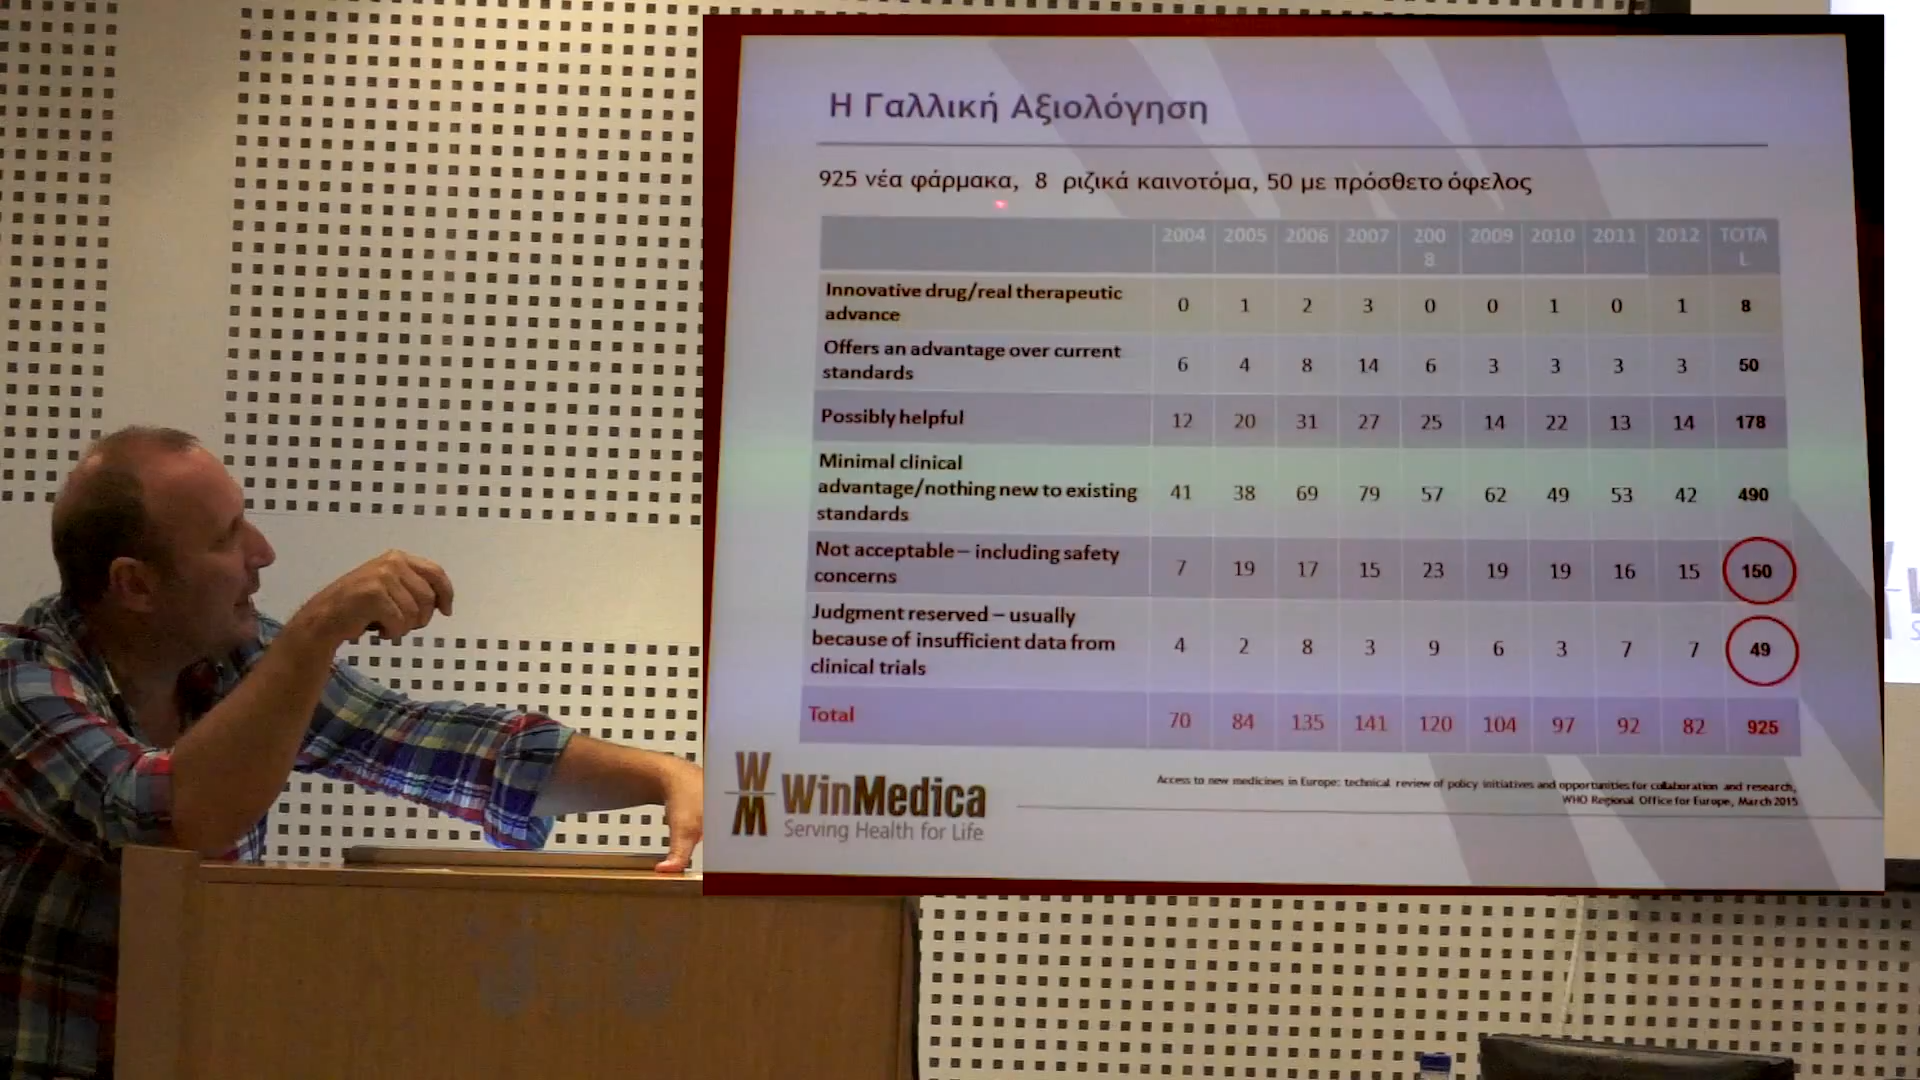 Η Γαλλική Αξιολόγηση
925 νέα φάρμακα, 8 ριζικά καινοτόμα, 50 με πρόσθετο όφελος
2004 2005 2006 2007 200 2009 2010 2011 2012 TOTA
8 L
Innovative drug/real therapeutic
advance 0 1 2 3 0 0 1 0 1 8
Offers an advantage over current
standards 6 4 8 14 6 3 3 3 3 50
Possibly helpful 12 20 31 27 25 14 22 13 14 178
Minimal clinical
advantage/nothing new to existing 41 38 69 79 57 62 49 53 42 490
standards
Not acceptable – including safety
concerns 7 19 17 15 23 19 19 16 15 150
Judgment reserved – usually
because of insufficient data from 4 2 8 3 9 6 3 7 7 49
clinical trials
Total 70 84 135 141 120 104 97 92 82 925
Access to new medicines in Europe: technical review of policy initiatives and opportunities for collaboration and research,
WHO Regional Office for Europe, March 2015
WM
WinMedica
Serving Health for Life